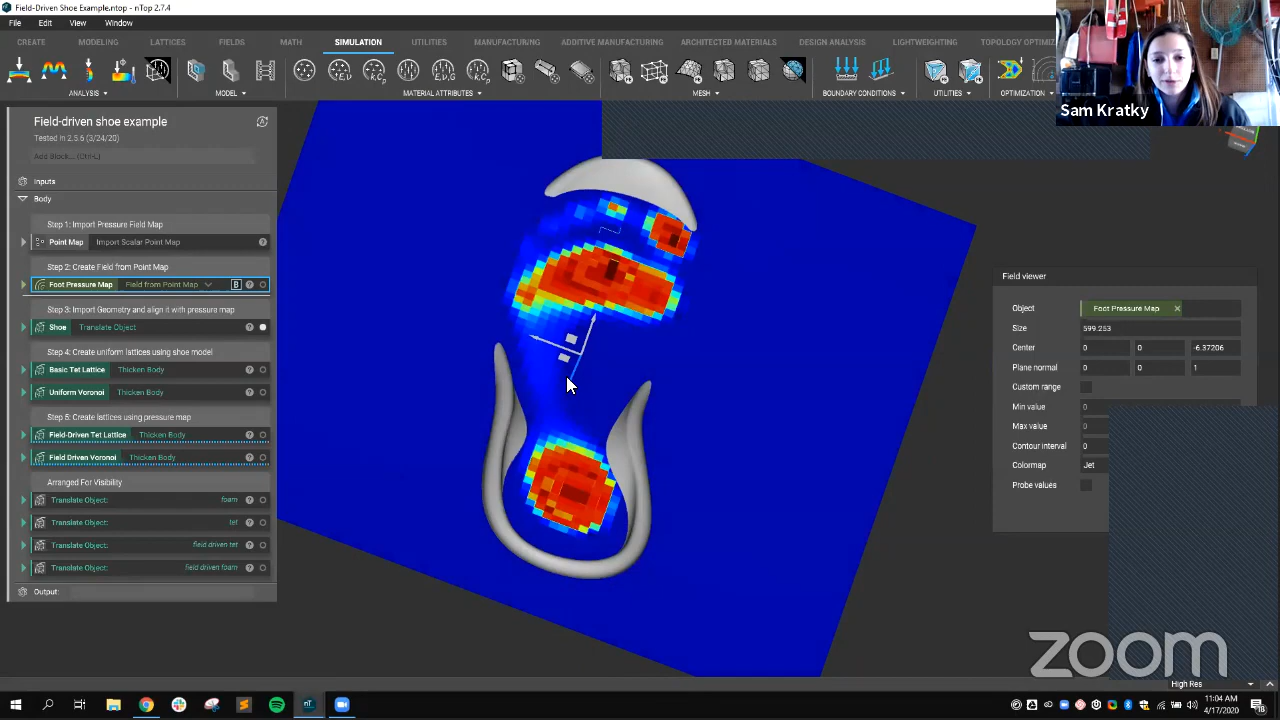 Field-Driven Shoe Example.ntop - nTop 2.7.4
File Edit View Window
CREATE MODELING LATTICES FIELDS MATH SIMULATION UTILITIES MANUFACTURING ADDITIVE MANUFACTURING ARCHITECTED MATERIALS DESIGN ANALYSIS LIGHTWEIGHTING TOPOLOGY OPTIMIZ
ANALYSIS MODEL MATERIAL ATTRIBUTES MESH BOUNDARY CONDITIONS UTILITIES OPTIMIZATION
Sam Kratky
Field-driven shoe example
Tested in 2.5.6 (3/24/20)
Add Block... (Ctrl-L)
Inputs
Body
Step 1: Import Pressure Field Map
Point Map Import Scalar Point Map
Step 2: Create Field from Point Map
Foot Pressure Map Field from Point Map B
Step 3: Import Geometry and align it with pressure map
Shoe Translate Object
Step 4: Create uniform lattices using shoe model
Basic Tet Lattice Thicken Body
Uniform Voronoi Thicken Body
Step 5: Create lattices using pressure map
Field-Driven Tet Lattice Thicken Body
Field Driven Voronoi Thicken Body
Arranged For Visibility
Translate Object: foam
Translate Object: tet
Translate Object: field driven tet
Translate Object: field driven foam
Output:
Field viewer
Object Foot Pressure Map
Size 599.253
Center 0 0 -6.37206
Plane normal 0 0 1
Custom range
Min value 0
Max value 0
Contour interval 0
Colormap Jet
Probe values
zoom
High Res
11:04 AM
4/17/2020